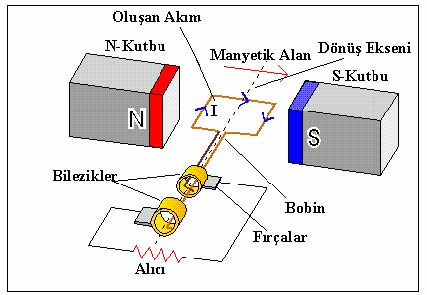 Oluşan Akım
N-Kutbu
Manyetik Alan
Dönüş Ekseni
S-Kutbu
I
N
S
Bilezikler
Bobin
Fırçalar
Alıcı